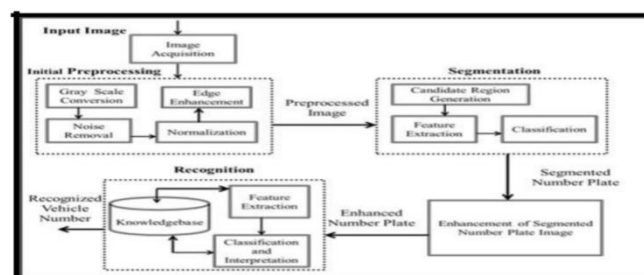 Input Image
Image
Acquisition
Initial Preprocessing
Gray Scale
Conversion
Edge
Enhancement
Noise
Removal
Normalization
Preprocessed
Image
Segmentation
Candidate Region
Generation
Feature
Extraction
Classification
Segmented
Number Plate
Enhancement of Segmented
Number Plate Image
Enhanced
Number Plate
Recognition
Feature
Extraction
Knowledgebase
Classification
and
Interpretation
Recognized
Vehicle
Number